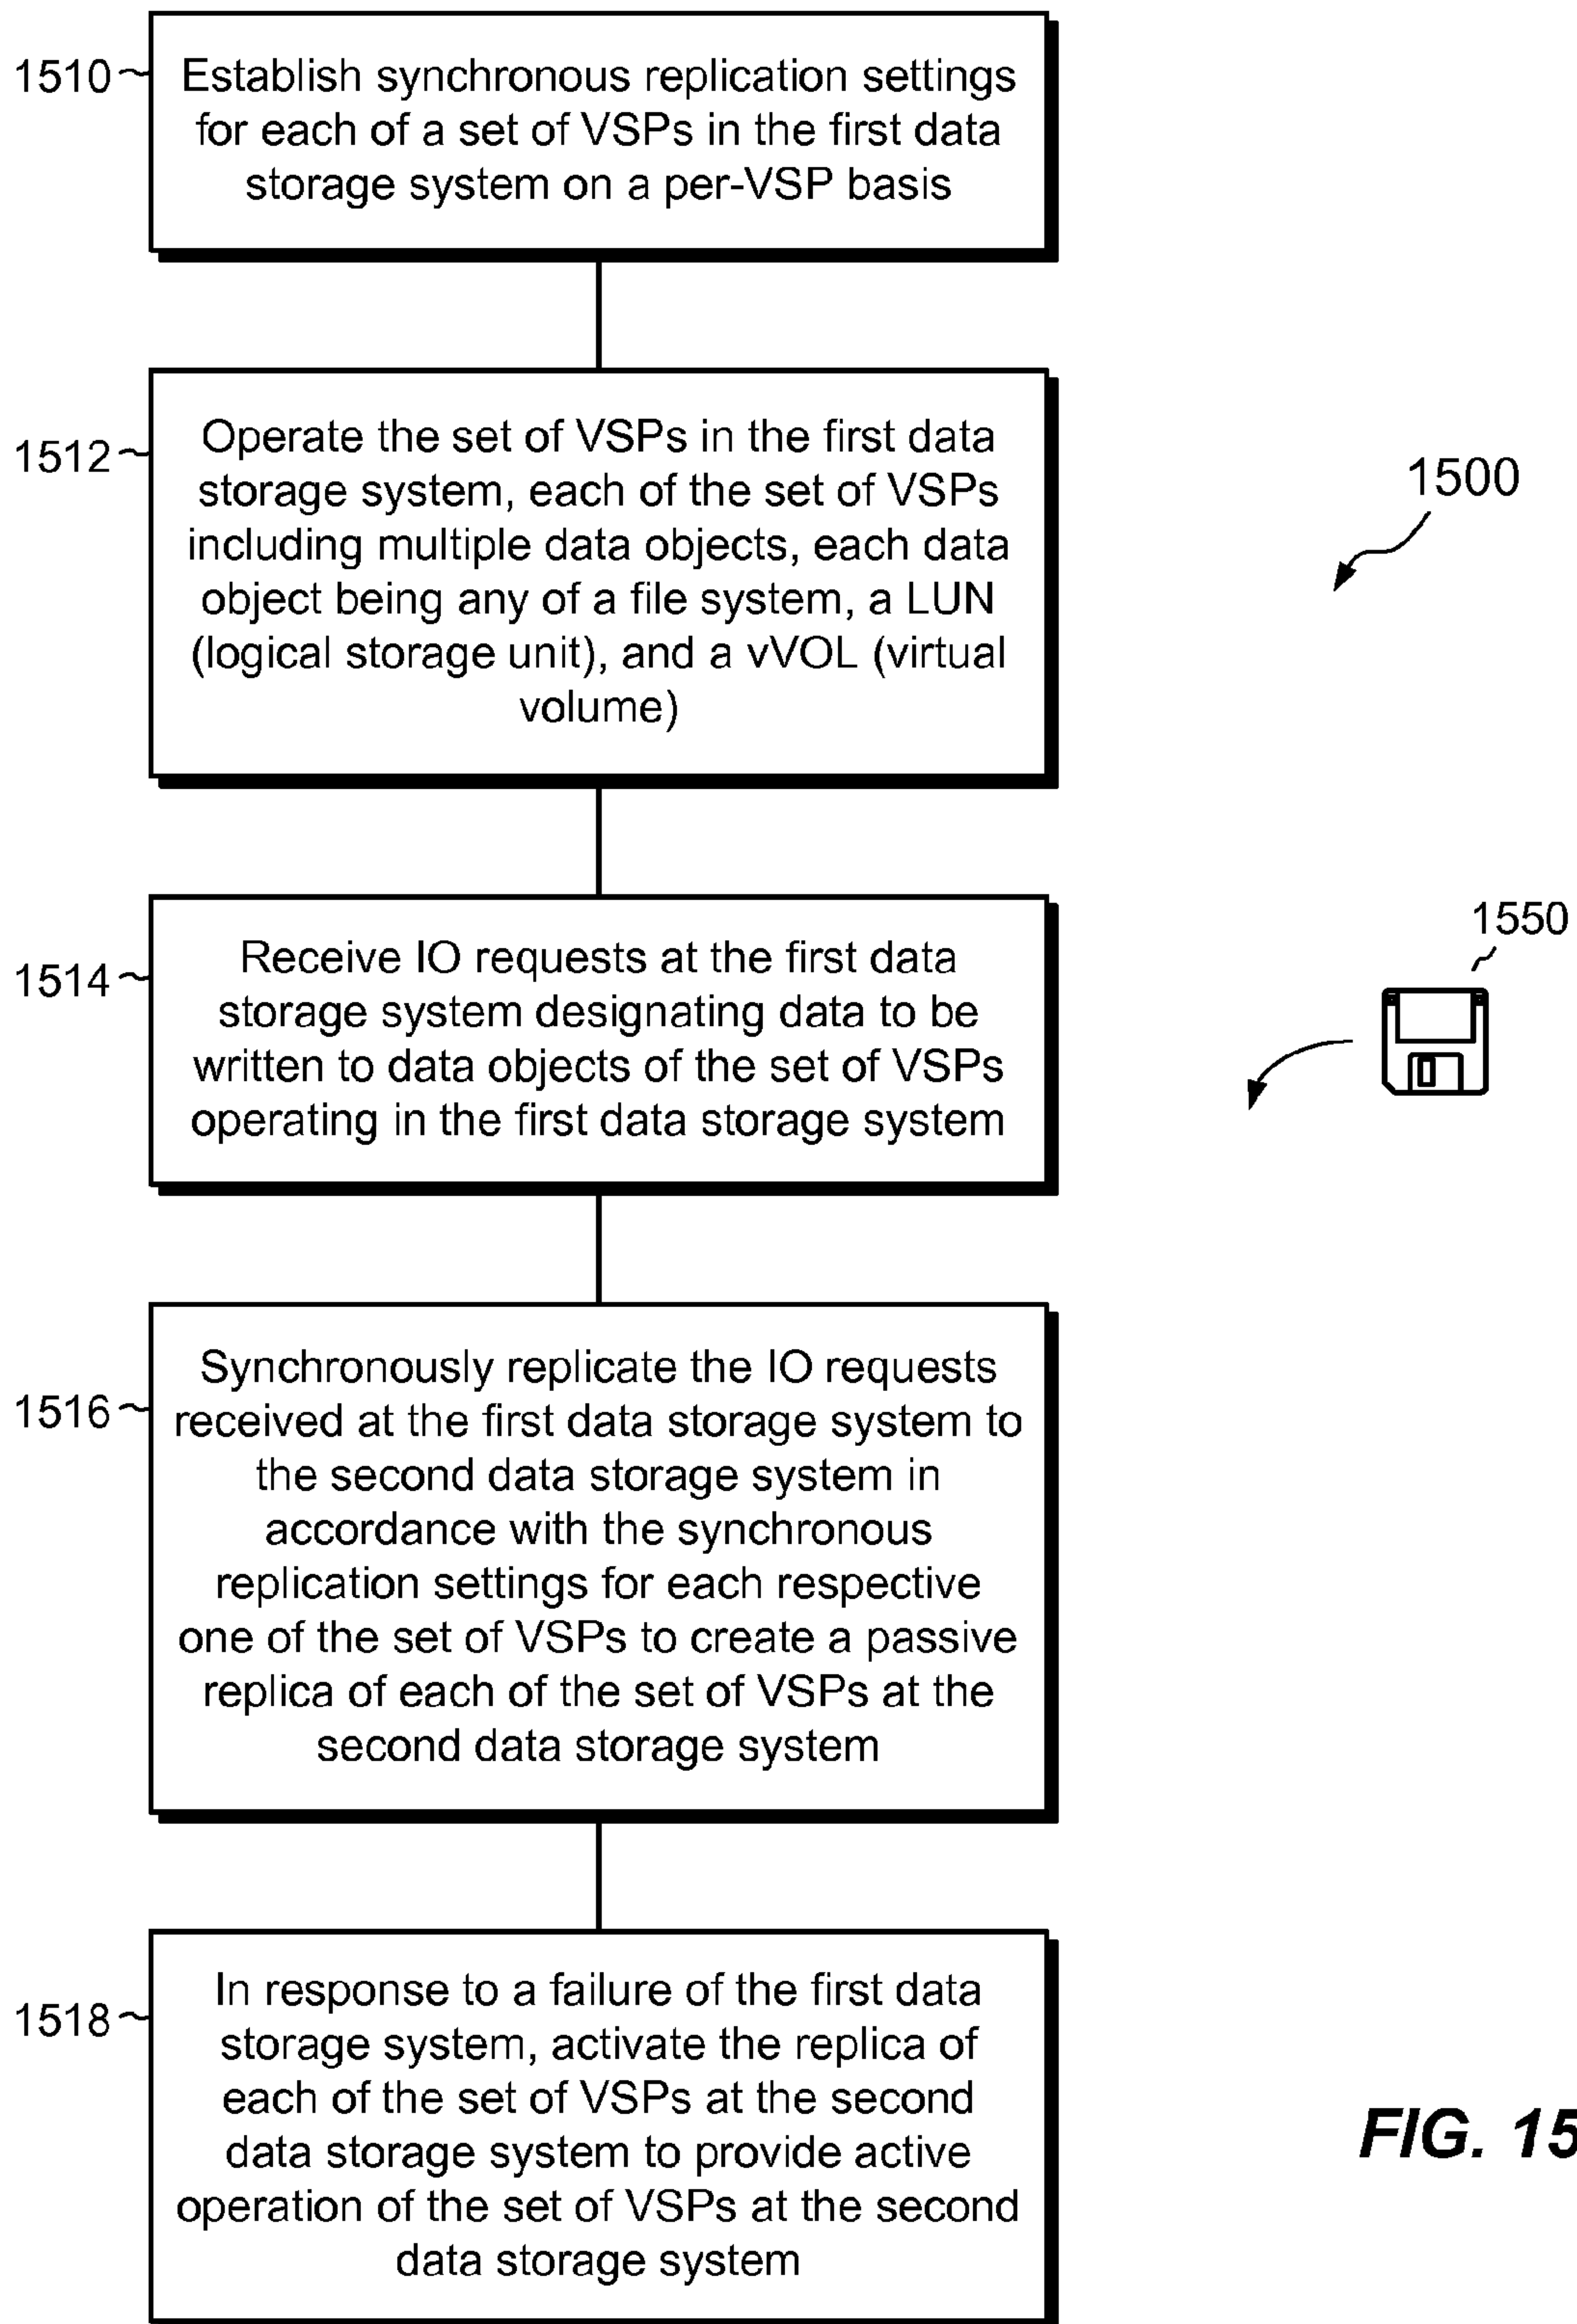 1510
Establish synchronous replication settings
for each of a set of VSPs in the first data
storage system on a per-VSP basis
1512
Operate the set of VSPs in the first data
storage system, each of the set of VSPs
including multiple data objects, each data
object being any of a file system, a LUN
(logical storage unit), and a vVOL (virtual
volume)
1500
1514
Receive IO requests at the first data
storage system designating data to be
written to data objects of the set of VSPs
operating in the first data storage system
1550
1516
Synchronously replicate the IO requests
received at the first data storage system to
the second data storage system in
accordance with the synchronous
replication settings for each respective
one of the set of VSPs to create a passive
replica of each of the set of VSPs at the
second data storage system
1518
In response to a failure of the first data
storage system, activate the replica of
each of the set of VSPs at the second
data storage system to provide active
operation of the set of VSPs at the second
data storage system
FIG. 15